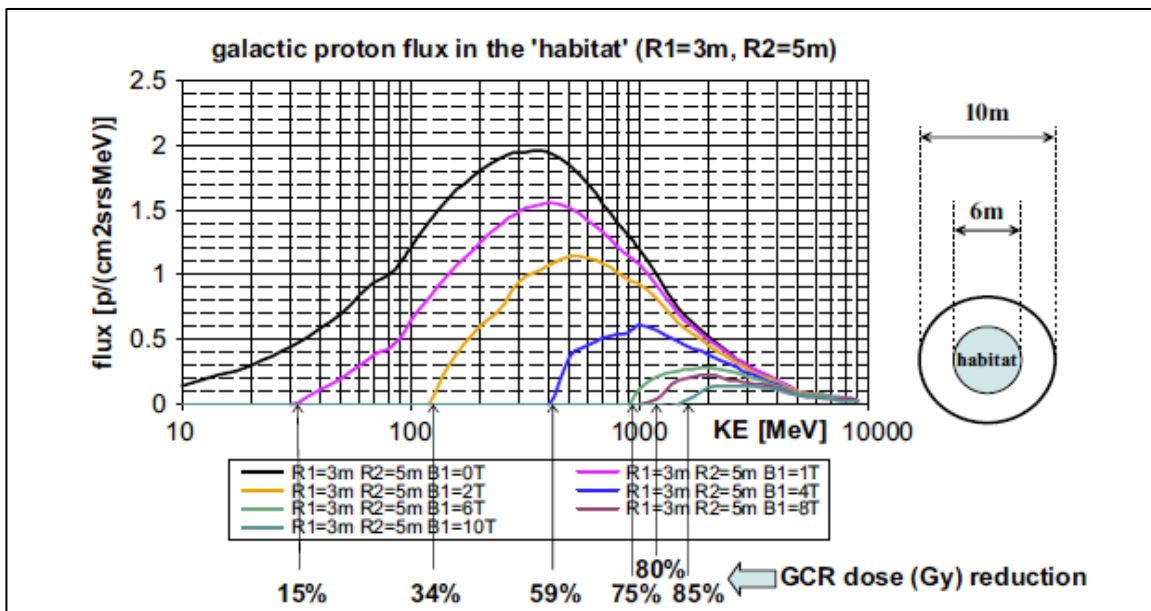 galactic proton flux in the 'habitat' (R1=3m, R2=5m)
flux [p/(cm2srsMeV)]
2.5
2
1.5
1
0.5
0
10
100
1000
KE [MeV]
10000
10m
6m
habitat
R1=3m R2=5m B1=0T
R1=3m R2=5m B1=1T
R1=3m R2=5m B1=2T
R1=3m R2=5m B1=4T
R1=3m R2=5m B1=6T
R1=3m R2=5m B1=8T
R1=3m R2=5m B1=10T
15%
34%
59%
75%
80%
85%
GCR dose (Gy) reduction